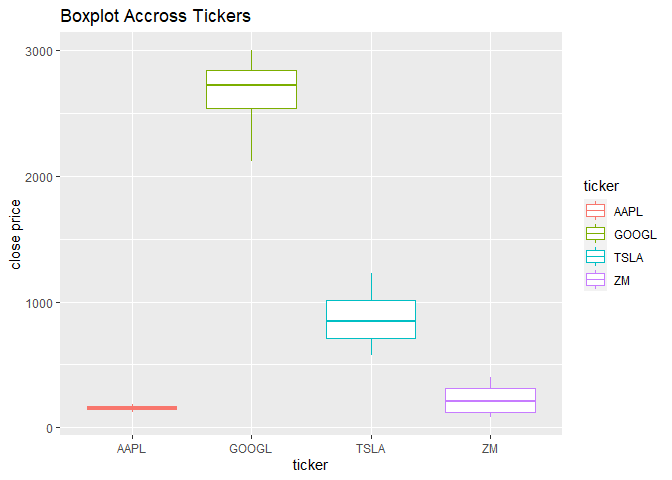 Boxplot Accross Tickers
3000
2000
1000
0
close price
AAPL GOOGL TSLA ZM
ticker
ticker
AAPL
GOOGL
TSLA
ZM